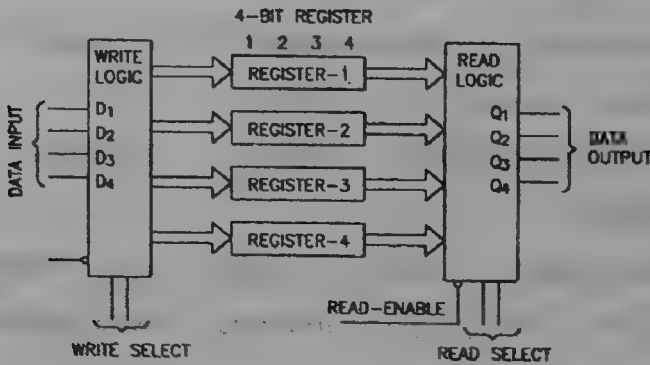 4-BIT REGISTER
1 2 3 4
WRITE LOGIC
REGISTER-1
READ LOGIC
DATA INPUT
D1
D2
D3
D4
REGISTER-2
REGISTER-3
REGISTER-4
Q1
Q2
Q3
Q4
DATA OUTPUT
READ-ENABLE
WRITE SELECT
READ SELECT